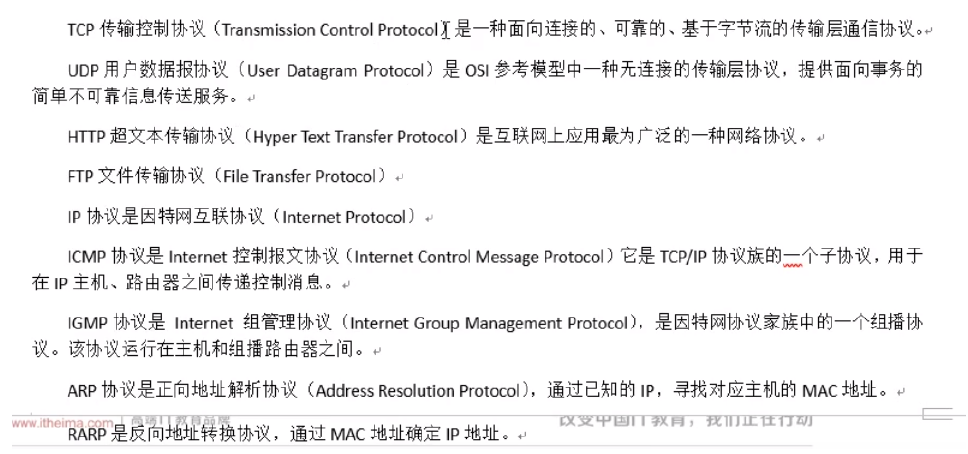 TCP 传输控制协议（Transmission Control Protocol）是一种面向连接的、可靠的、基于字节流的传输层通信协议。
UDP 用户数据报协议（User Datagram Protocol）是 OSI 参考模型中一种无连接的传输层协议，提供面向事务的
简单不可靠信息传送服务。
HTTP 超文本传输协议（Hyper Text Transfer Protocol）是互联网上应用最为广泛的一种网络协议。
FTP 文件传输协议（File Transfer Protocol）
IP 协议是因特网互联协议（Internet Protocol）
ICMP 协议是 Internet 控制报文协议（Internet Control Message Protocol）它是 TCP/IP 协议族的一个子协议，用于
在 IP 主机、路由器之间传递控制消息。
IGMP 协议是 Internet 组管理协议（Internet Group Management Protocol），是因特网协议家族中的一个组播协
议。该协议运行在主机和组播路由器之间。
ARP 协议是正向地址解析协议（Address Resolution Protocol），通过已知的 IP，寻找对应主机的 MAC 地址。
www.itheima.com 高端IT教育品牌 改变中国IT教育，我们正在行动
RARP 是反向地址转换协议，通过 MAC 地址确定 IP 地址。